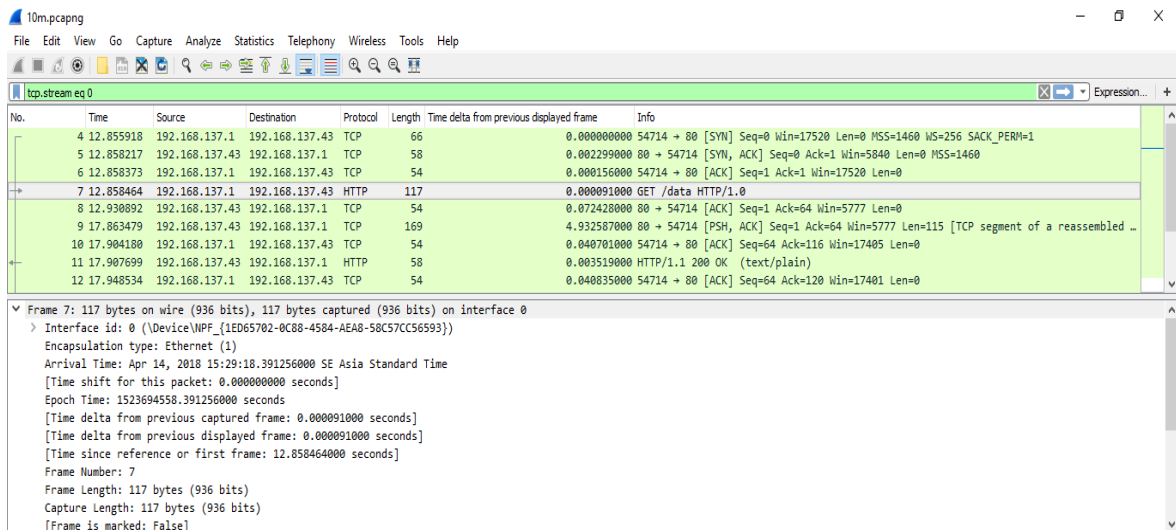 10m.pcapng
File Edit View Go Capture Analyze Statistics Telephony Wireless Tools Help
tcp.stream eq 0 Expression... +
No. Time Source Destination Protocol Length Time delta from previous displayed frame Info
4 12.855918 192.168.137.1 192.168.137.43 TCP 66 0.000000000 54714 → 80 [SYN] Seq=0 Win=17520 Len=0 MSS=1460 WS=256 SACK_PERM=1
5 12.858217 192.168.137.43 192.168.137.1 TCP 58 0.002299000 80 → 54714 [SYN, ACK] Seq=0 Ack=1 Win=5840 Len=0 MSS=1460
6 12.858373 192.168.137.1 192.168.137.43 TCP 54 0.000156000 54714 → 80 [ACK] Seq=1 Ack=1 Win=17520 Len=0
7 12.858464 192.168.137.1 192.168.137.43 HTTP 117 0.000091000 GET /data HTTP/1.0
8 12.930892 192.168.137.43 192.168.137.1 TCP 54 0.072428000 80 → 54714 [ACK] Seq=1 Ack=64 Win=5777 Len=0
9 17.863479 192.168.137.43 192.168.137.1 TCP 169 4.932587000 80 → 54714 [PSH, ACK] Seq=1 Ack=64 Win=5777 Len=115 [TCP segment of a reassembled …
10 17.904180 192.168.137.1 192.168.137.43 TCP 54 0.040701000 54714 → 80 [ACK] Seq=64 Ack=116 Win=17405 Len=0
11 17.907699 192.168.137.43 192.168.137.1 HTTP 58 0.003519000 HTTP/1.1 200 OK (text/plain)
12 17.948534 192.168.137.1 192.168.137.43 TCP 54 0.040835000 54714 → 80 [ACK] Seq=64 Ack=120 Win=17401 Len=0
Frame 7: 117 bytes on wire (936 bits), 117 bytes captured (936 bits) on interface 0
Interface id: 0 (\Device\NPF_{1ED65702-0C88-4584-AEA8-58C57CC56593})
Encapsulation type: Ethernet (1)
Arrival Time: Apr 14, 2018 15:29:18.391256000 SE Asia Standard Time
[Time shift for this packet: 0.000000000 seconds]
Epoch Time: 1523694558.391256000 seconds
[Time delta from previous captured frame: 0.000091000 seconds]
[Time delta from previous displayed frame: 0.000091000 seconds]
[Time since reference or first frame: 12.858464000 seconds]
Frame Number: 7
Frame Length: 117 bytes (936 bits)
Capture Length: 117 bytes (936 bits)
[Frame is marked: False]